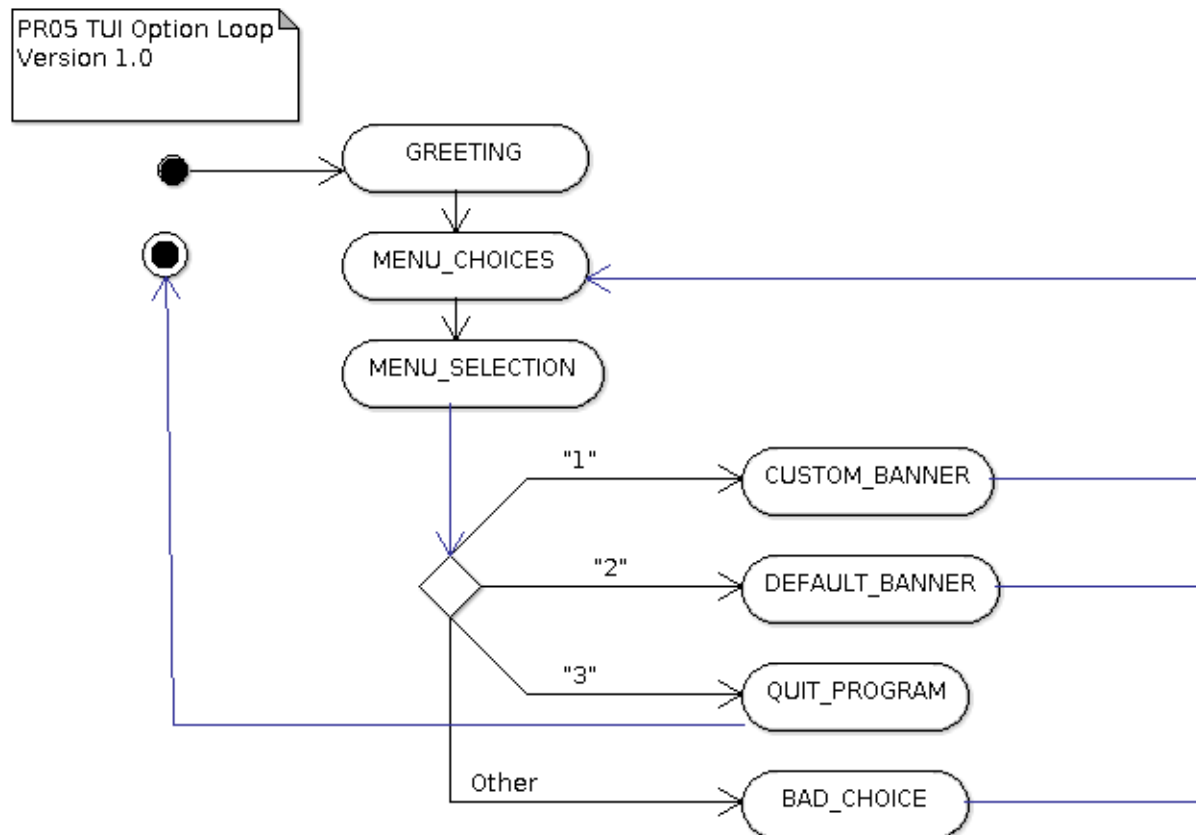 PR05 TUI Option Loop
Version 1.0
GREETING
MENU_CHOICES
MENU_SELECTION
"1"
CUSTOM_BANNER
"2"
DEFAULT_BANNER
"3"
QUIT_PROGRAM
Other
BAD_CHOICE